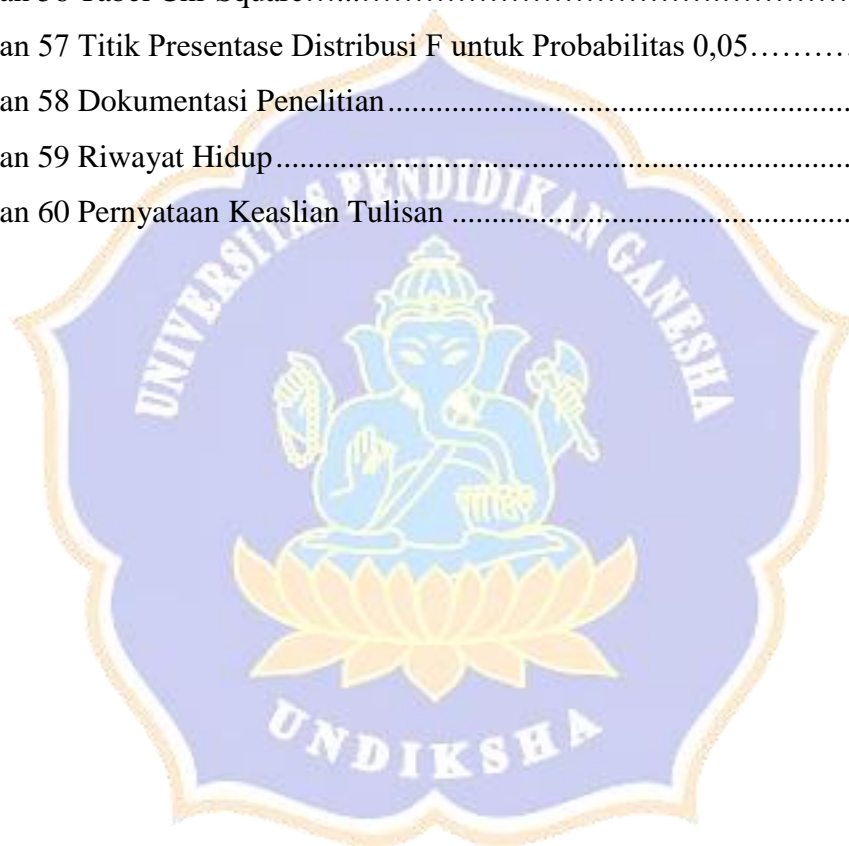 an 56 Tabel Chi-Square……………………………………………………
an 57 Titik Presentase Distribusi F untuk Probabilitas 0,05……….
an 58 Dokumentasi Penelitian..............................................................
an 59 Riwayat Hidup.............................................................................
an 60 Pernyataan Keaslian Tulisan .....................................................
UNIVERSITAS PENDIDIKAN GANESHA
UNDIKSHA